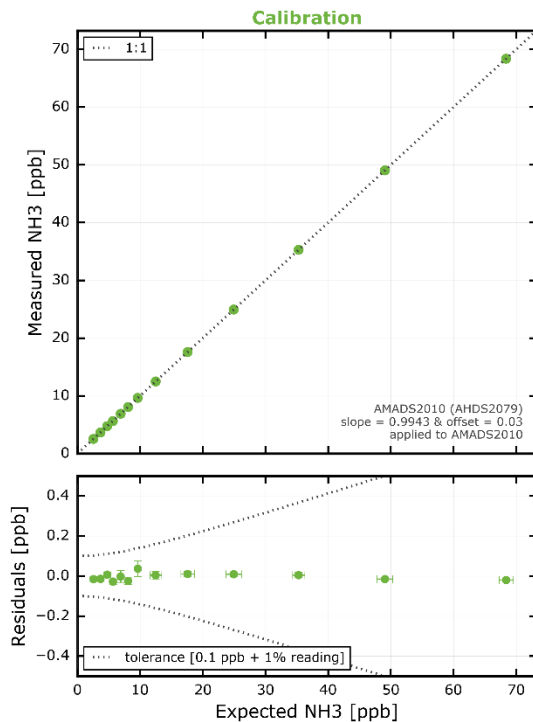 Calibration
1:1
70
60
50
40
30
20
10
0
Measured NH3 [ppb]
AMADS2010 (AHDS2079)
slope = 0.9943 & offset = 0.03
applied to AMADS2010
0.4
0.2
0.0
−0.2
−0.4
Residuals [ppb]
tolerance [0.1 ppb + 1% reading]
0 10 20 30 40 50 60 70
Expected NH3 [ppb]